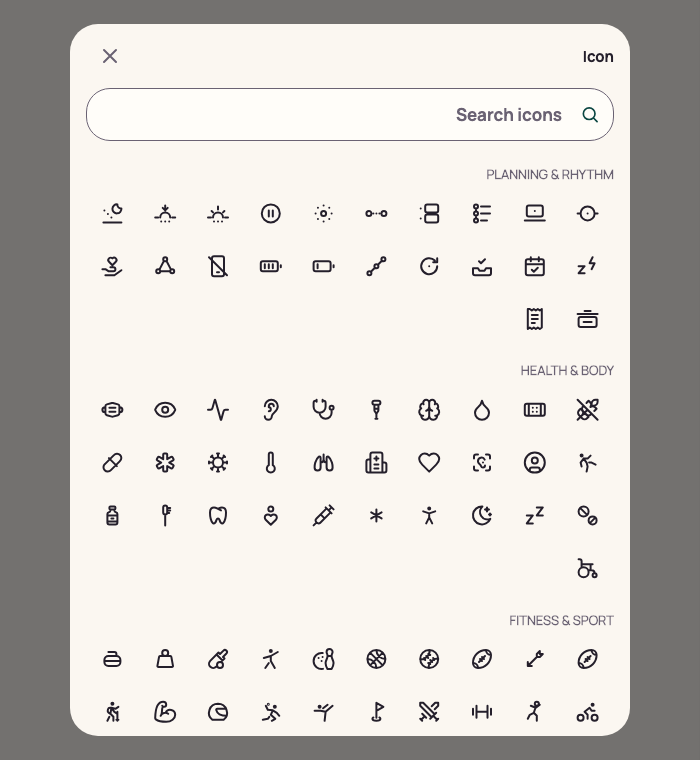 Icon
Search icons
PLANNING & RHYTHM
HEALTH & BODY
FITNESS & SPORT